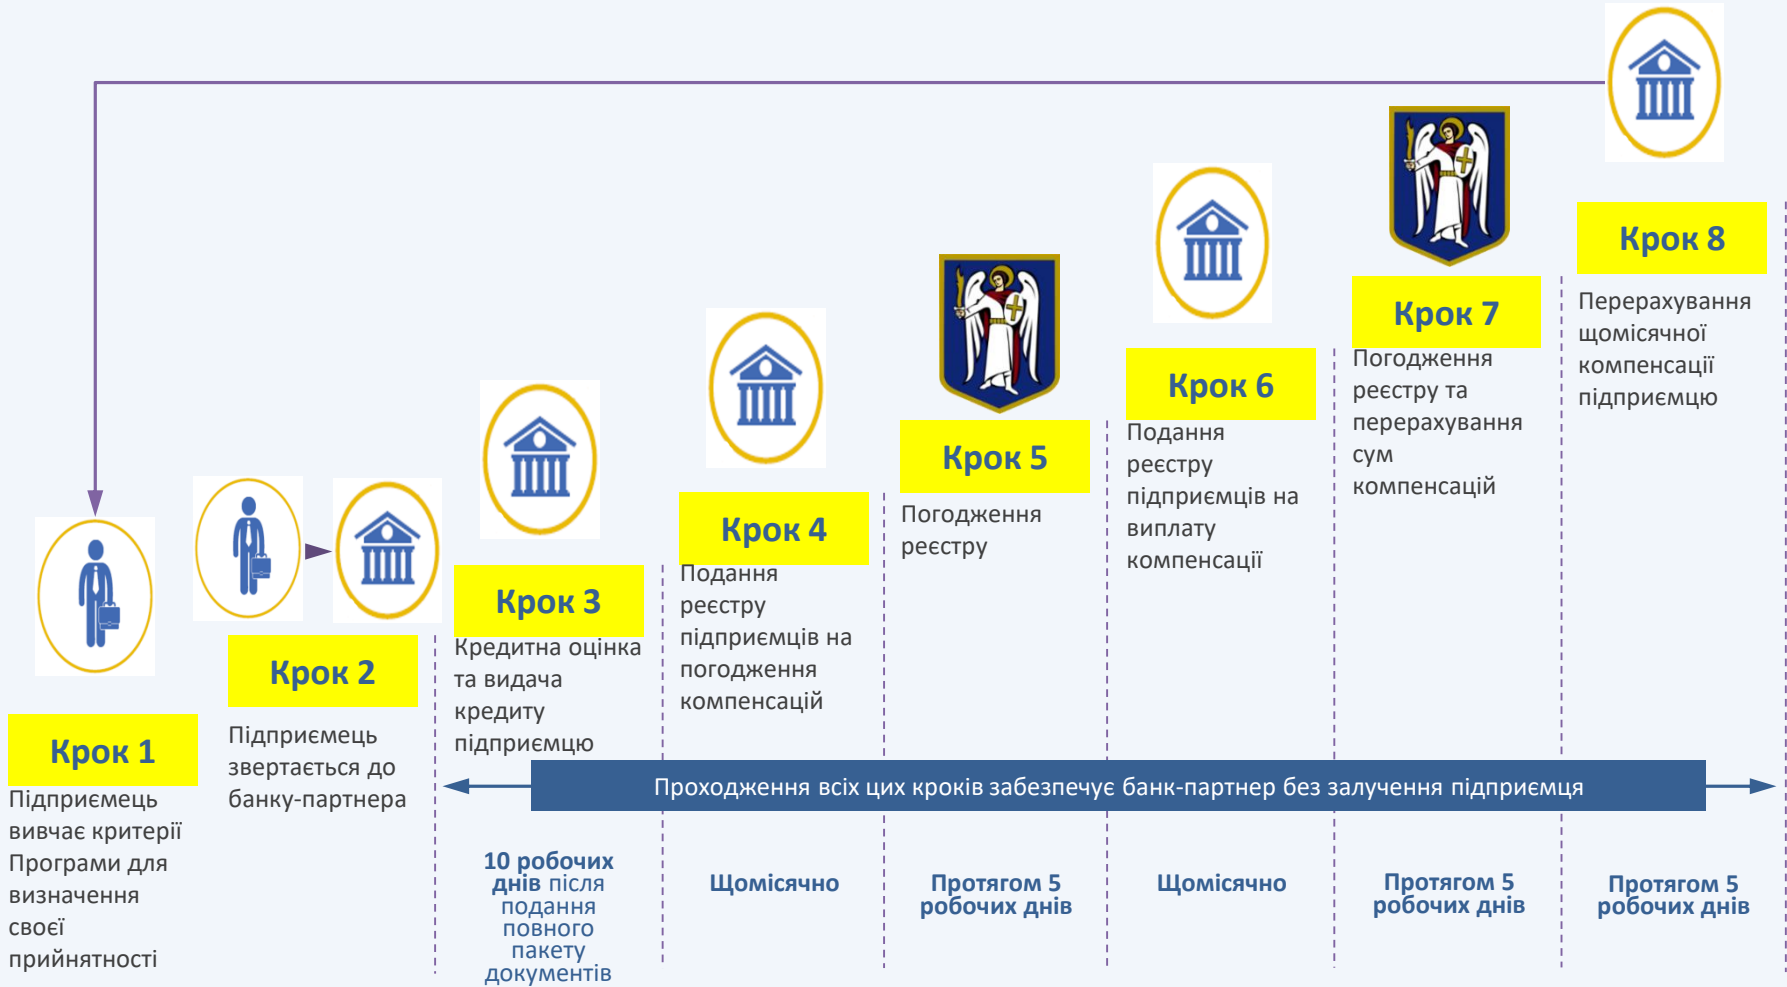 Крок 1
Підприємець
вивчає критерії
Програми для
визначення
своєї
прийнятності
Крок 2
Підприємець
звертається до
банку-партнера
Крок 3
Кредитна оцінка
та видача
кредиту
підприємцю
Крок 4
Подання
реєстру
підприємців на
погодження
компенсацій
Крок 5
Погодження
реєстру
Крок 6
Подання
реєстру
підприємців на
виплату
компенсації
Крок 7
Погодження
реєстру та
перерахування
сум
компенсацій
Крок 8
Перерахування
щомісячної
компенсації
підприємцю
Проходження всіх цих кроків забезпечує банк-партнер без залучення підприємця
10 робочих
днів після
подання
повного
пакету
документів
Щомісячно
Протягом 5
робочих днів
Щомісячно
Протягом 5
робочих днів
Протягом 5
робочих днів